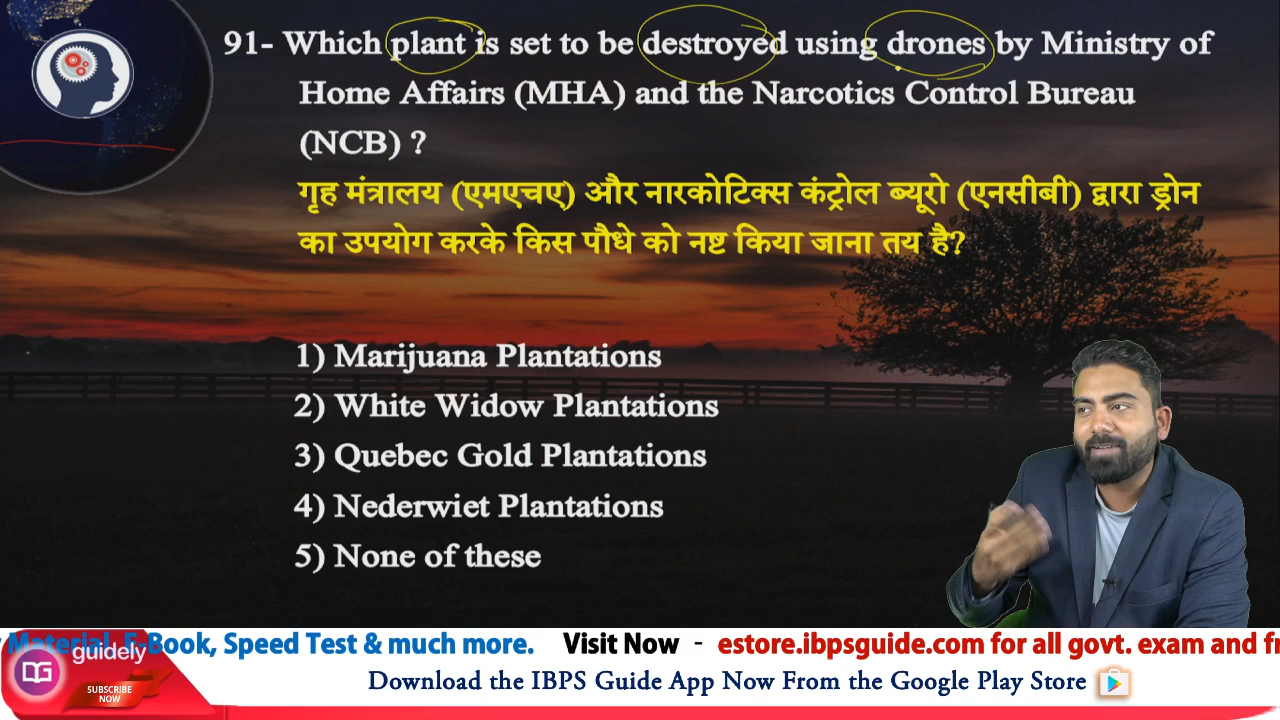 91- Which plant is set to be destroyed using drones by Ministry of
Home Affairs (MHA) and the Narcotics Control Bureau
(NCB) ?
गृह मंत्रालय (एमएचए) और नारकोटिक्स कंट्रोल ब्यूरो (एनसीबी) द्वारा ड्रोन
का उपयोग करके किस पौधे को नष्ट किया जाना तय है?
1) Marijuana Plantations
2) White Widow Plantations
3) Quebec Gold Plantations
4) Nederwiet Plantations
5) None of these
Material, E-Book, Speed Test & much more. Visit Now - estore.ibpsguide.com for all govt. exam and
guidely
SUBSCRIBE
NOW
Download the IBPS Guide App Now From the Google Play Store